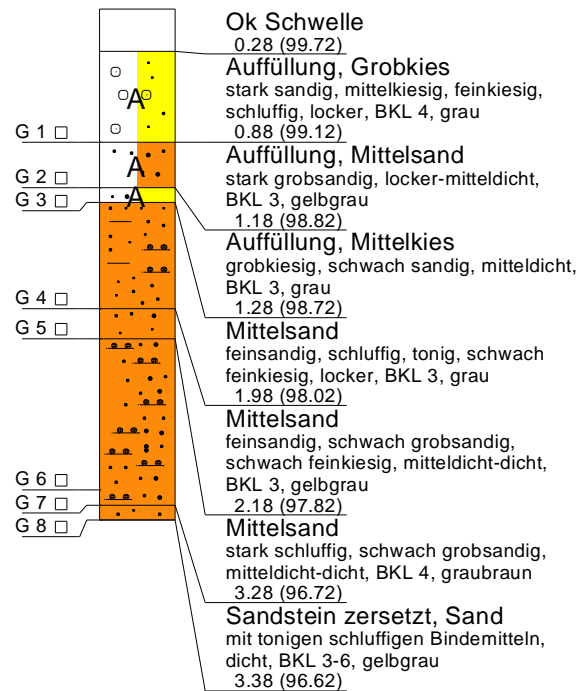 Ok Schwelle
0.28 (99.72)
Auffüllung, Grobkies
stark sandig, mittelkiesig, feinkiesig,
schluffig, locker, BKL 4, grau
A
G 1
0.88 (99.12)
Auffüllung, Mittelsand
stark grobsandig, locker-mitteldicht,
BKL 3, gelbgrau
A
G 2
1.18 (98.82)
A
G 3
Auffüllung, Mittelkies
grobkiesig, schwach sandig, mitteldicht,
BKL 3, grau
1.28 (98.72)
G 4
Mittelsand
feinsandig, schluffig, tonig, schwach
feinkiesig, locker, BKL 3, grau
1.98 (98.02)
G 5
Mittelsand
feinsandig, schwach grobsandig,
schwach feinkiesig, mitteldicht-dicht,
BKL 3, gelbgrau
2.18 (97.82)
G 6
G 7
G 8
Mittelsand
stark schluffig, schwach grobsandig,
mitteldicht-dicht, BKL 4, graubraun
3.28 (96.72)
Sandstein zersetzt, Sand
mit tonigen schluffigen Bindemitteln,
dicht, BKL 3-6, gelbgrau
3.38 (96.62)